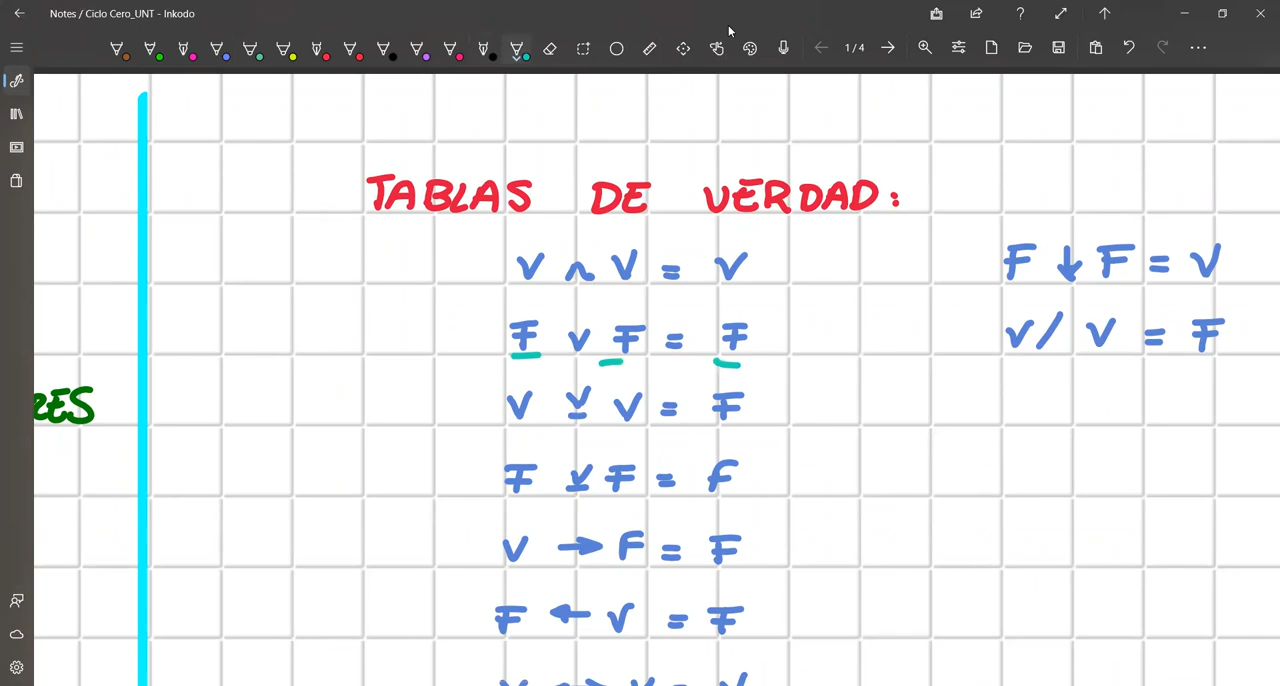 Notes / Ciclo Cero_UNT - Inkodo
1/4
TABLAS DE VERDAD:
V ∧ V = V
F ∨ F = F
V ⊻ V = F
F ⊻ F = F
V → F = F
F ← V = F
F ↓ F = V
V / V = F
RES